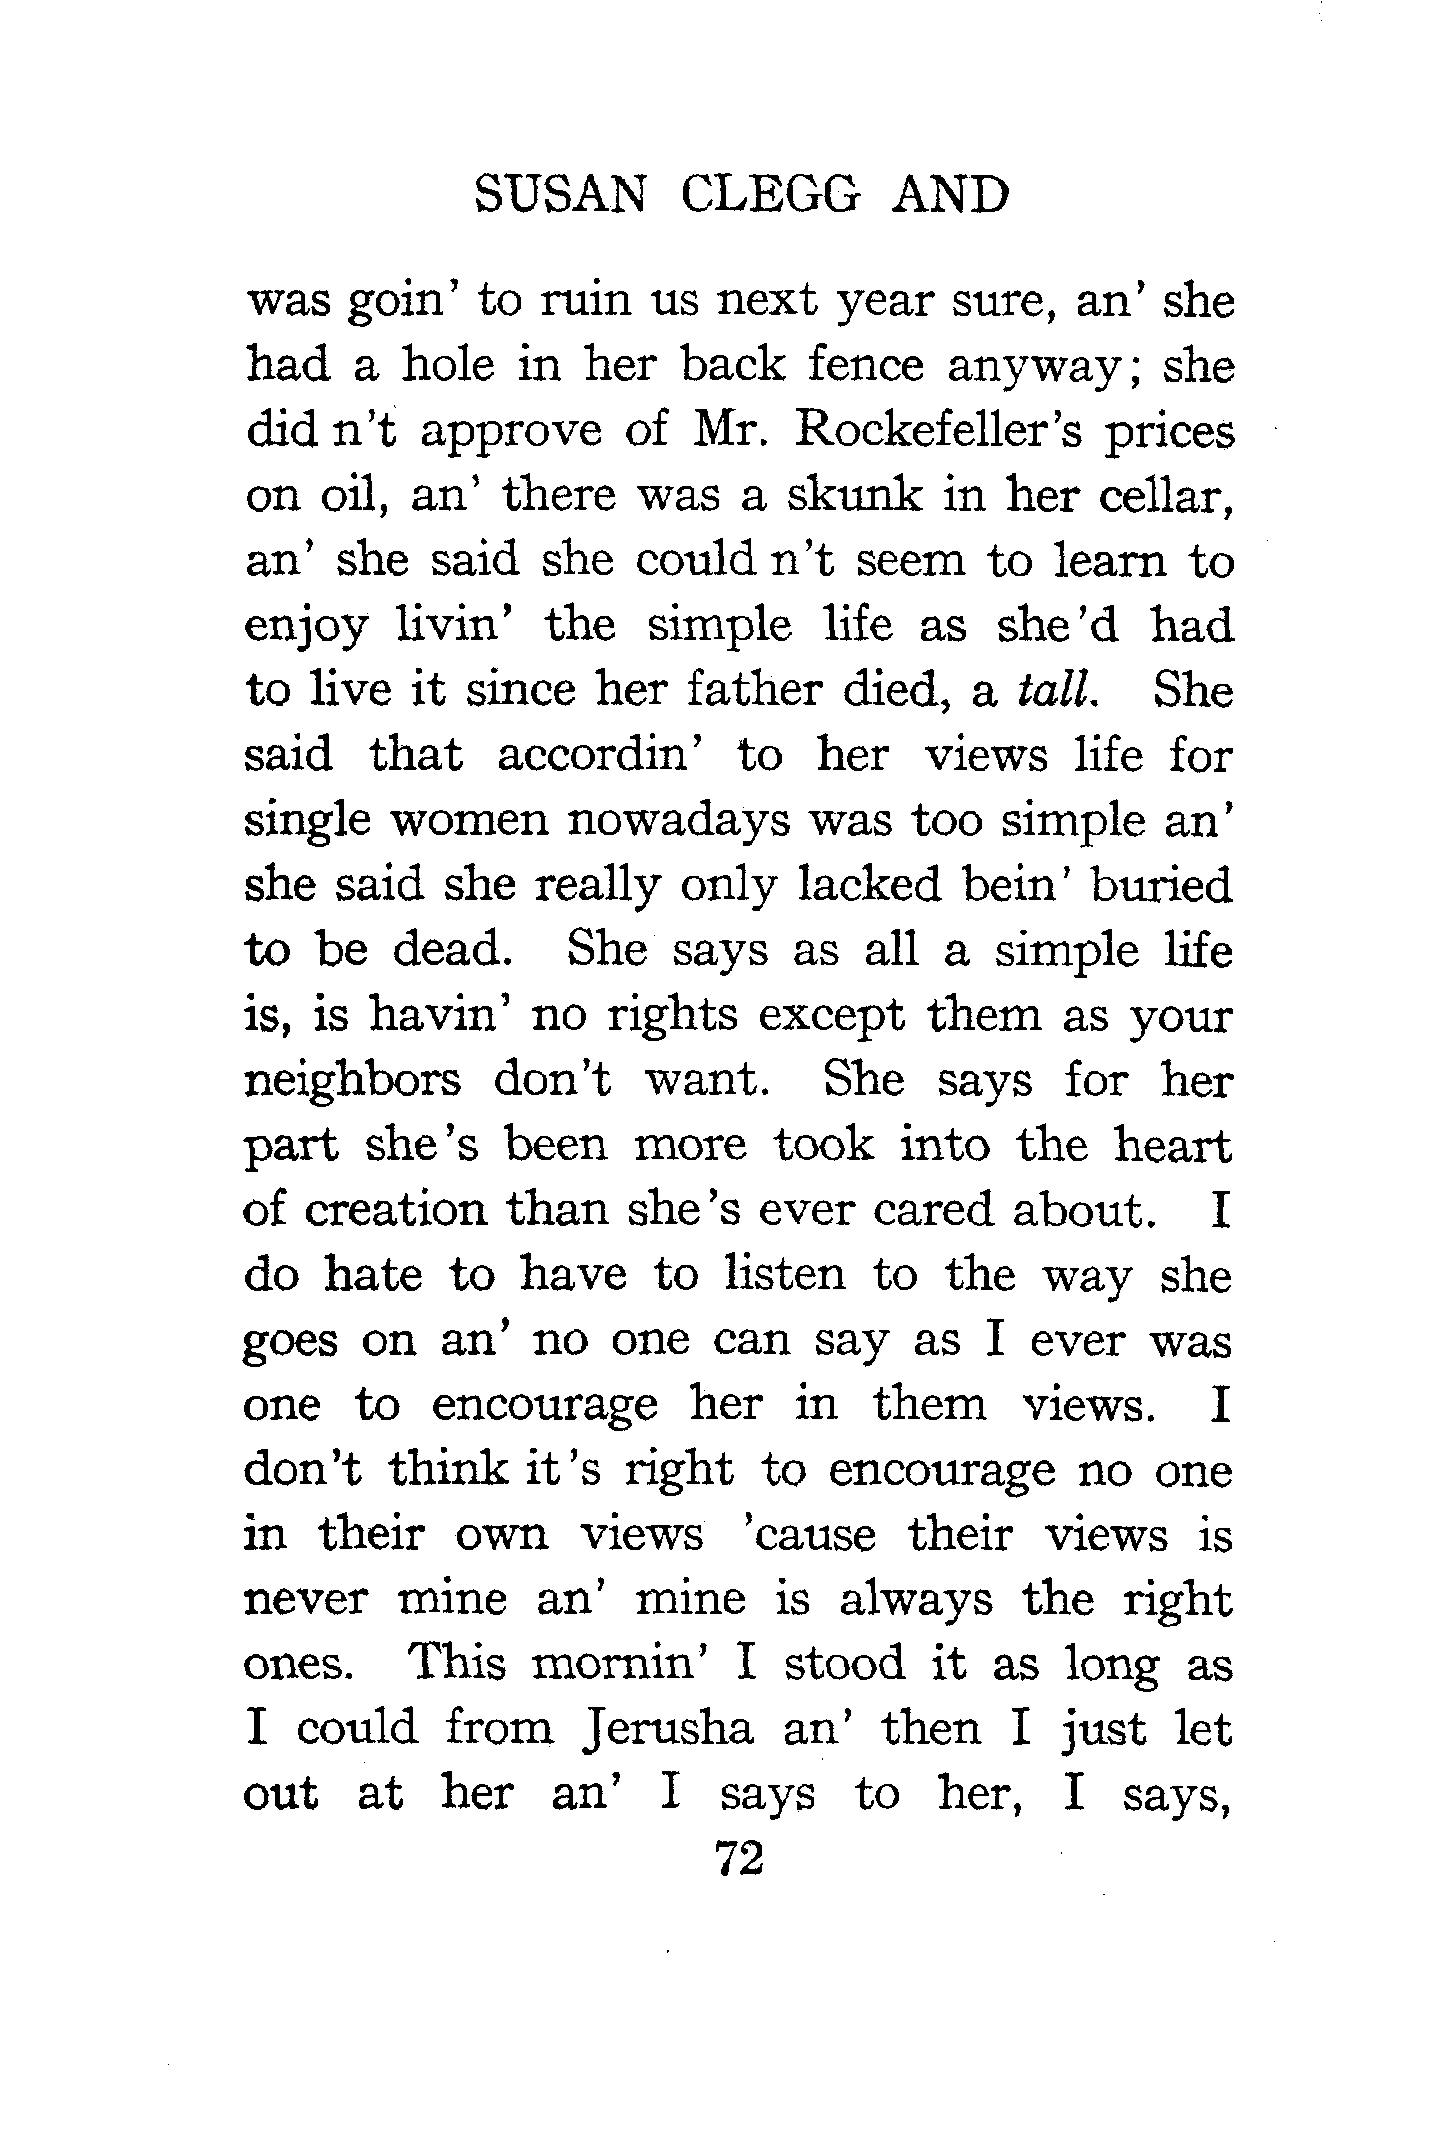 SUSAN CLEGG AND
was goin' to ruin us next year sure, an' she
had a hole in her back fence anyway; she
did n't approve of Mr. Rockefeller's prices
on oil, an' there was a skunk in her cellar,
an' she said she could n't seem to learn to
enjoy livin' the simple life as she 'd had
to live it since her father died, a tall. She
said that accordin' to her views life for
single women nowadays was too simple an'
she said she really only lacked bein' buried
to be dead. She says as all a simple life
is, is havin' no rights except them as your
neighbors don't want. She says for her
part she 's been more took into the heart
of creation than she 's ever cared about. I
do hate to have to listen to the way she
goes on an' no one can say as I ever was
one to encourage her in them views. I
don't think it 's right to encourage no one
in their own views 'cause their views is
never mine an' mine is always the right
ones. This mornin' I stood it as long as
I could from Jerusha an' then I just let
out at her an' I says to her, I says,
72